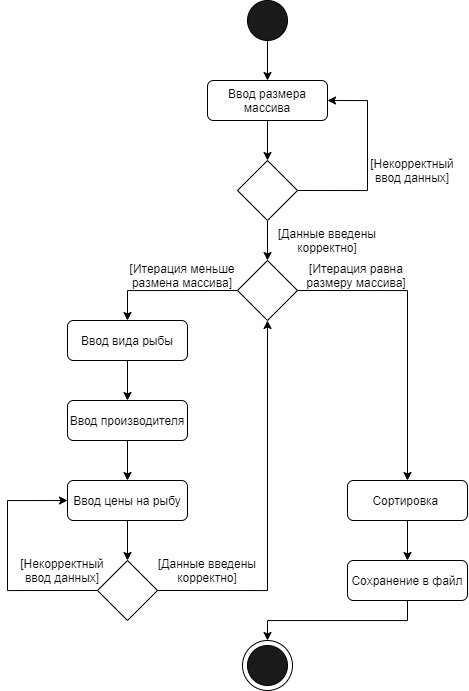 Ввод размера
массива
[Некорректный
ввод данных]
[Данные введены
корректно]
[Итерация меньше
размена массива]
[Итерация равна
размеру массива]
Ввод вида рыбы
Ввод производителя
Ввод цены на рыбу
Сортировка
[Некорректный
ввод данных]
[Данные введены
корректно]
Сохранение в файл